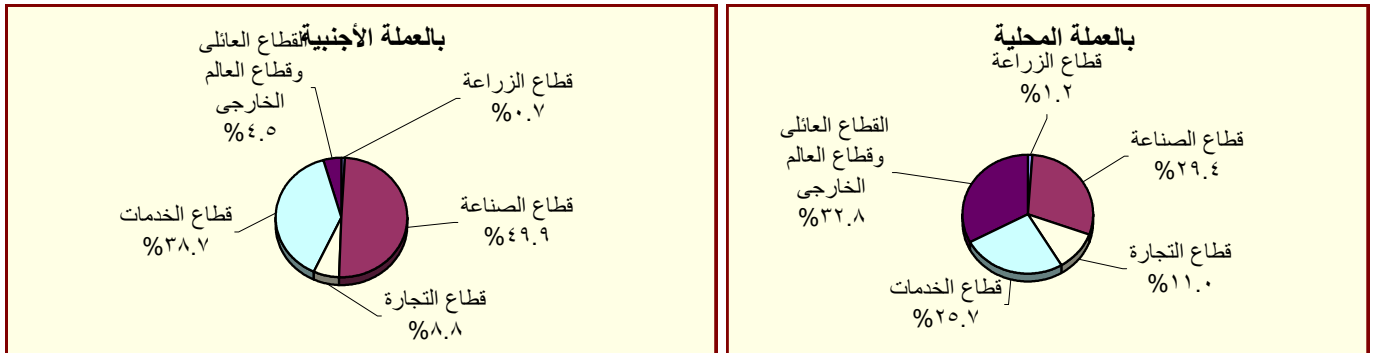 بالعملة المحلية
قطاع الزراعة
%١.٢
قطاع الصناعة
%٢٩.٤
قطاع التجارة
%١١.٠
قطاع الخدمات
%٢٥.٧
القطاع العائلى
وقطاع العالم
الخارجى
%٣٢.٨
بالعملة الأجنبية
القطاع العائلى
وقطاع العالم
الخارجى
%٤.٥
قطاع الزراعة
%٠.٧
قطاع الصناعة
%٤٩.٩
قطاع التجارة
%٨.٨
قطاع الخدمات
%٣٨.٧